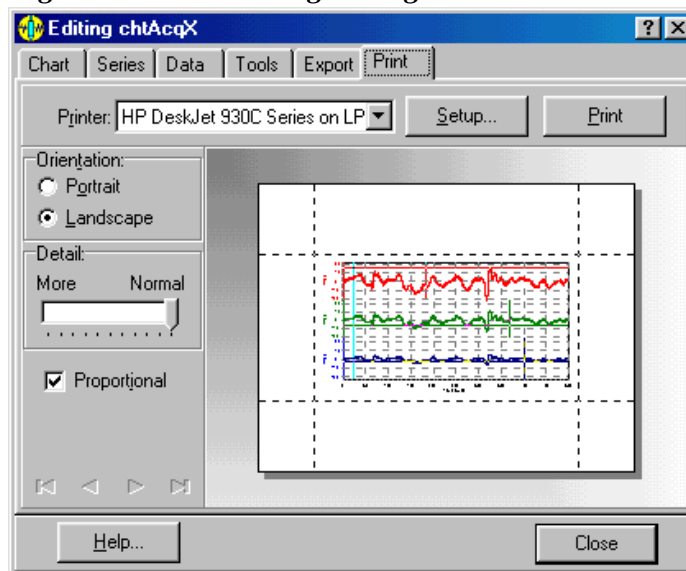 Editing chtAcqX
Chart Series Data Tools Export Print
Printer: HP DeskJet 930C Series on LP Setup... Print
Orientation:
Portrait
Landscape
Detail:
More Normal
Proportional
Help... Close